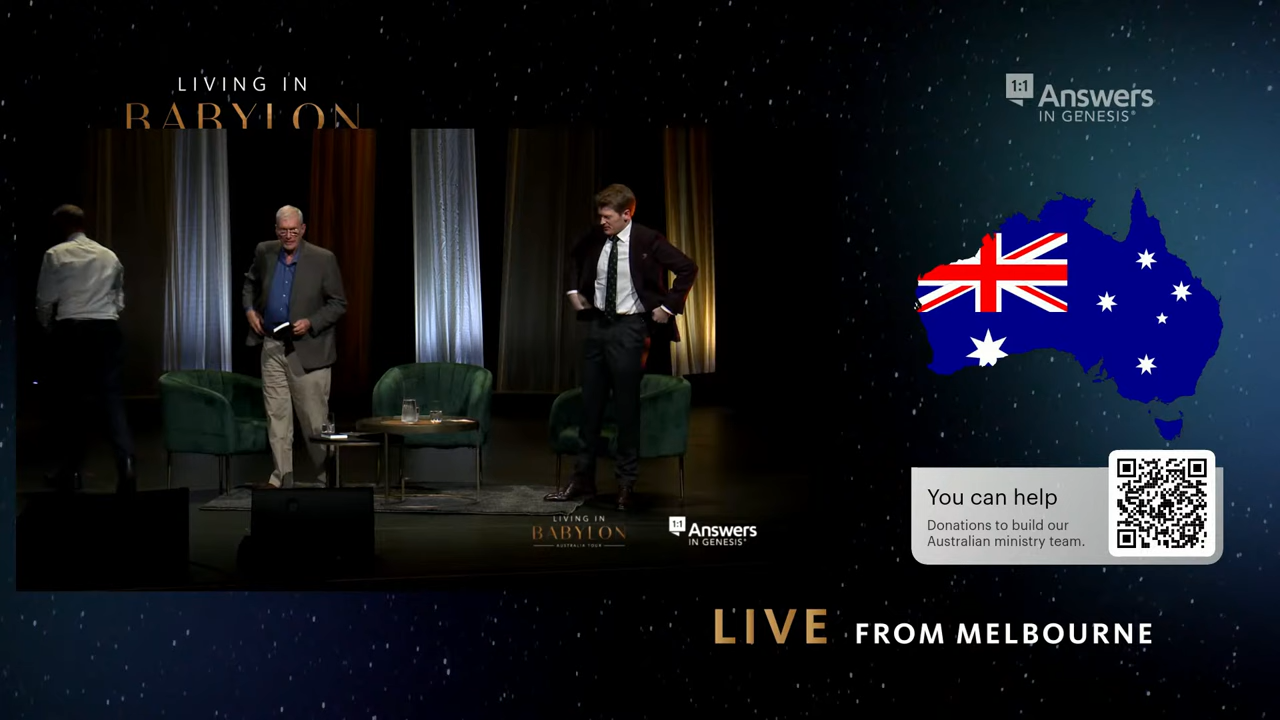 LIVING IN
BABYLON
1:1
Answers
IN GENESIS®
You can help
Donations to build our
Australian ministry team.
LIVING IN
BABYLON
AUSTRALIA TOUR
1:1
Answers
IN GENESIS®
LIVE FROM MELBOURNE